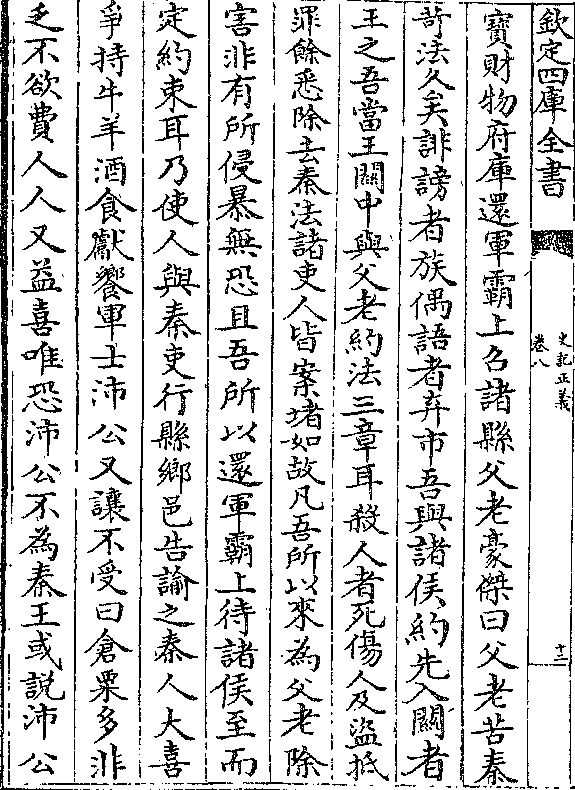 欽定四庫全書
史記正義
卷八
十三
寶財物府庫還軍霸上召諸縣父老豪傑曰父老苦秦
苛法久矣誹謗者族偶語者弃市吾與諸侯約先入關者
王之吾當王關中與父老約法三章耳殺人者死傷人及盜抵
罪餘悉除去秦法諸吏人皆案堵如故凡吾所以來為父老除
害非有所侵暴無恐且吾所以還軍霸上待諸侯至而
定約束耳乃使人與秦吏行縣鄉邑告諭之秦人大喜
爭持牛羊酒食獻饗軍士沛公又讓不受曰倉粟多非
乏不欲費人人又益喜唯恐沛公不為秦王或說沛公